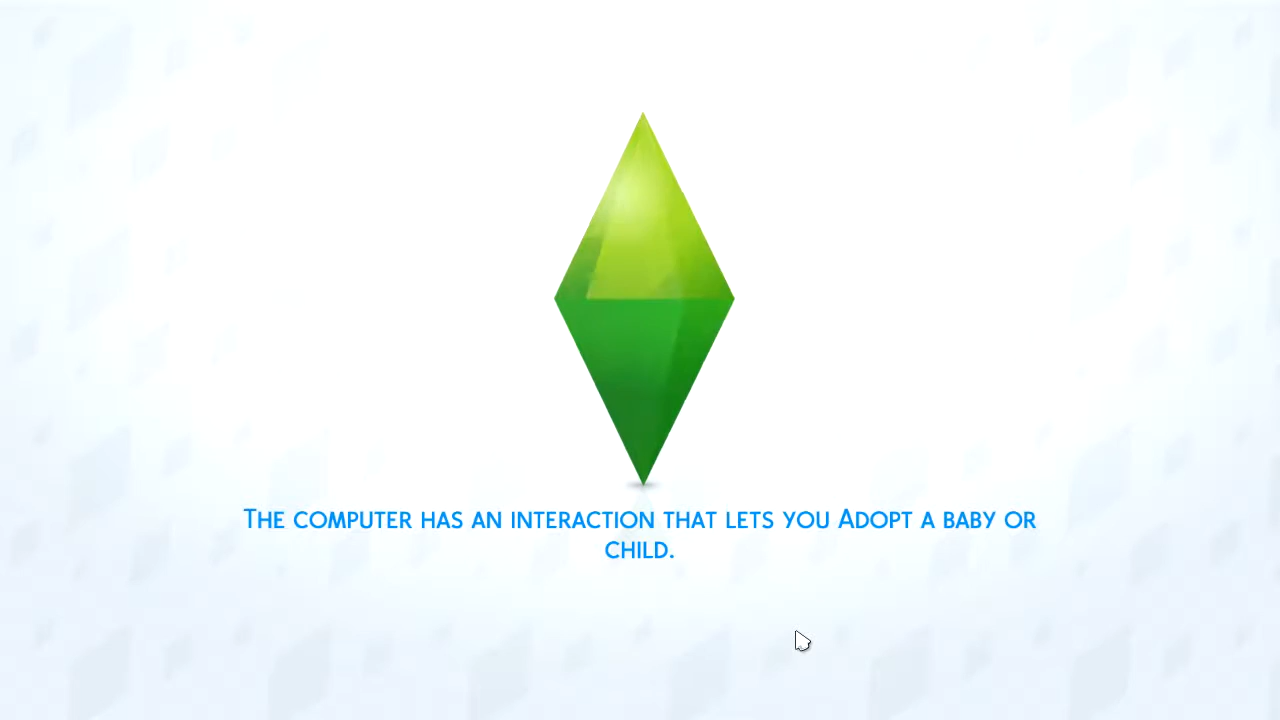 The computer has an interaction that lets you Adopt a baby or
child.